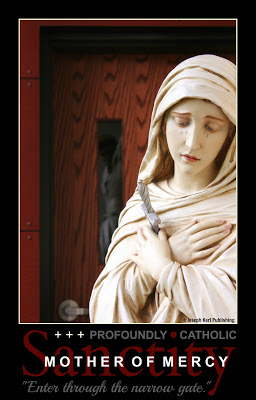 Joseph Karl Publishing
+ + + PROFOUNDLY • CATHOLIC
Sanctity
MOTHER OF MERCY
"Enter through the narrow gate."